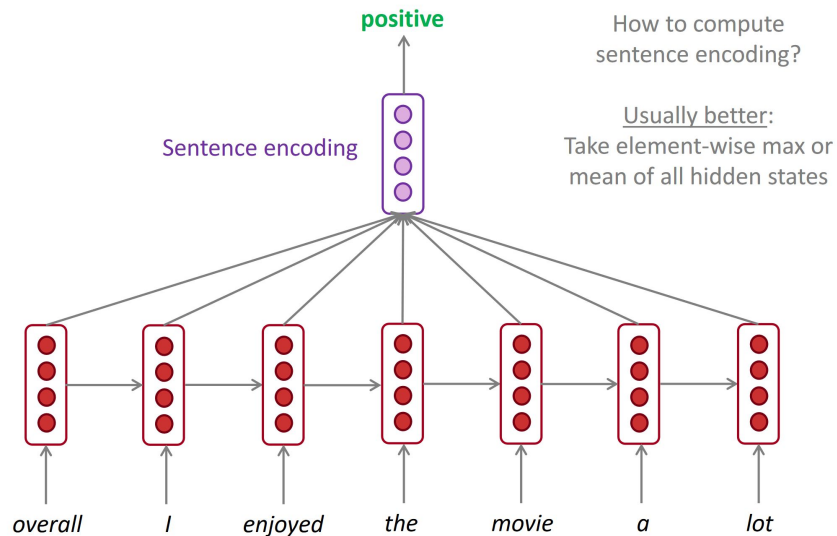 positive
How to compute
sentence encoding?
Sentence encoding
Usually better:
Take element-wise max or
mean of all hidden states
overall I enjoyed the movie a lot